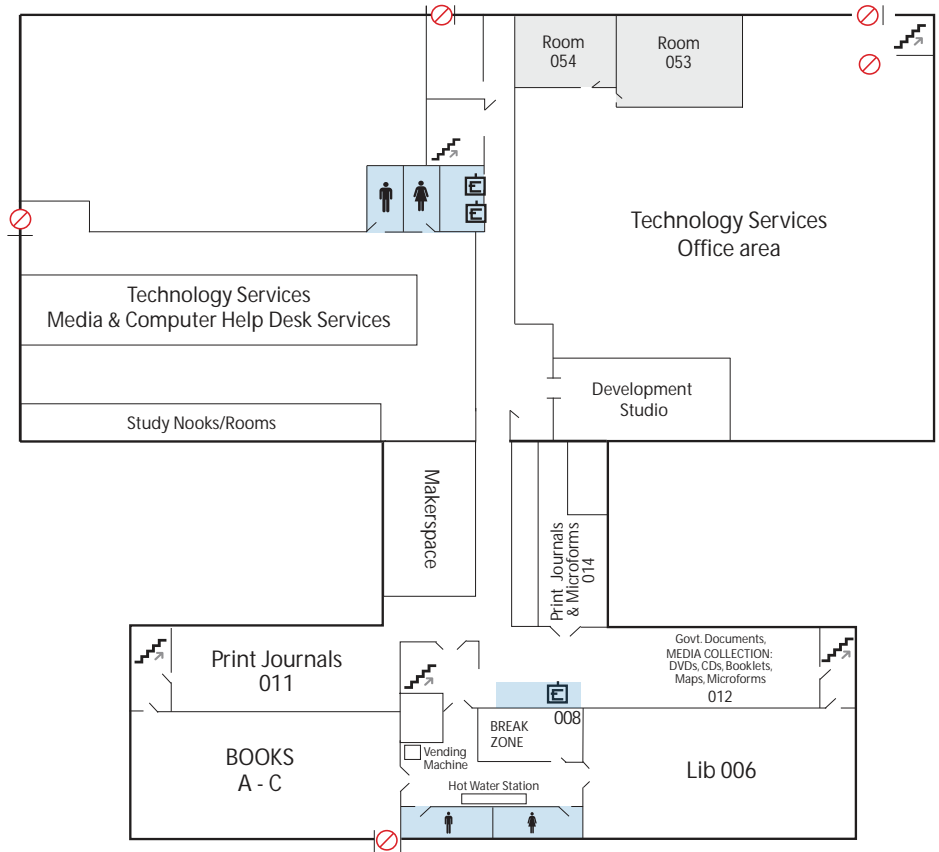 Room
054
Room
053
Technology Services
Office area
Technology Services
Media & Computer Help Desk Services
Development
Studio
Study Nooks/Rooms
Makerspace
Print Journals
& Microforms
014
Print Journals
011
Govt. Documents,
MEDIA COLLECTION:
DVDs, CDs, Booklets,
Maps, Microforms
012
008
BREAK
ZONE
BOOKS
A - C
Vending
Machine
Lib 006
Hot Water Station